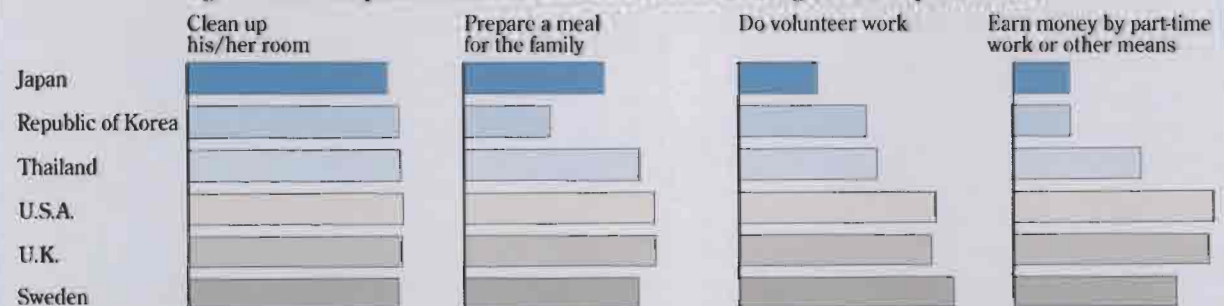 Clean up
his/her room
Prepare a meal
for the family
Do volunteer work
Earn money by part-time
work or other means
Japan
Republic of Korea
Thailand
U.S.A.
U.K.
Sweden